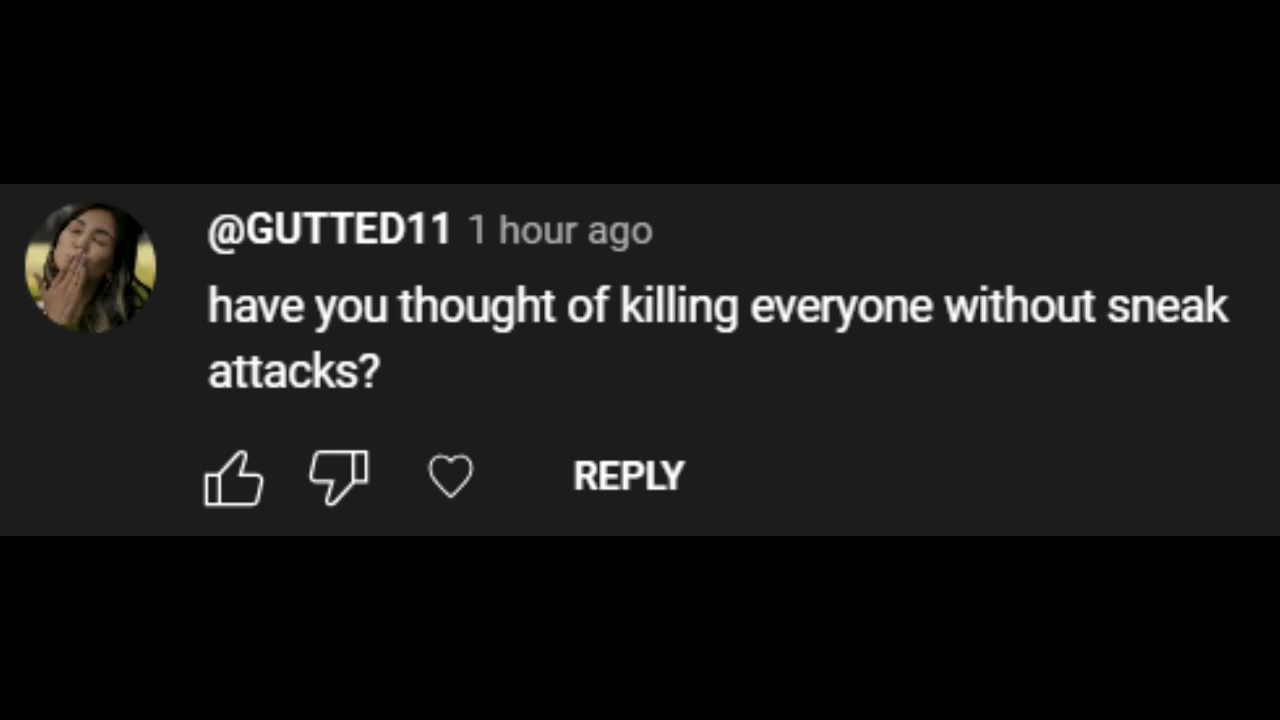 @GUTTED11 1 hour ago
have you thought of killing everyone without sneak
attacks?
REPLY